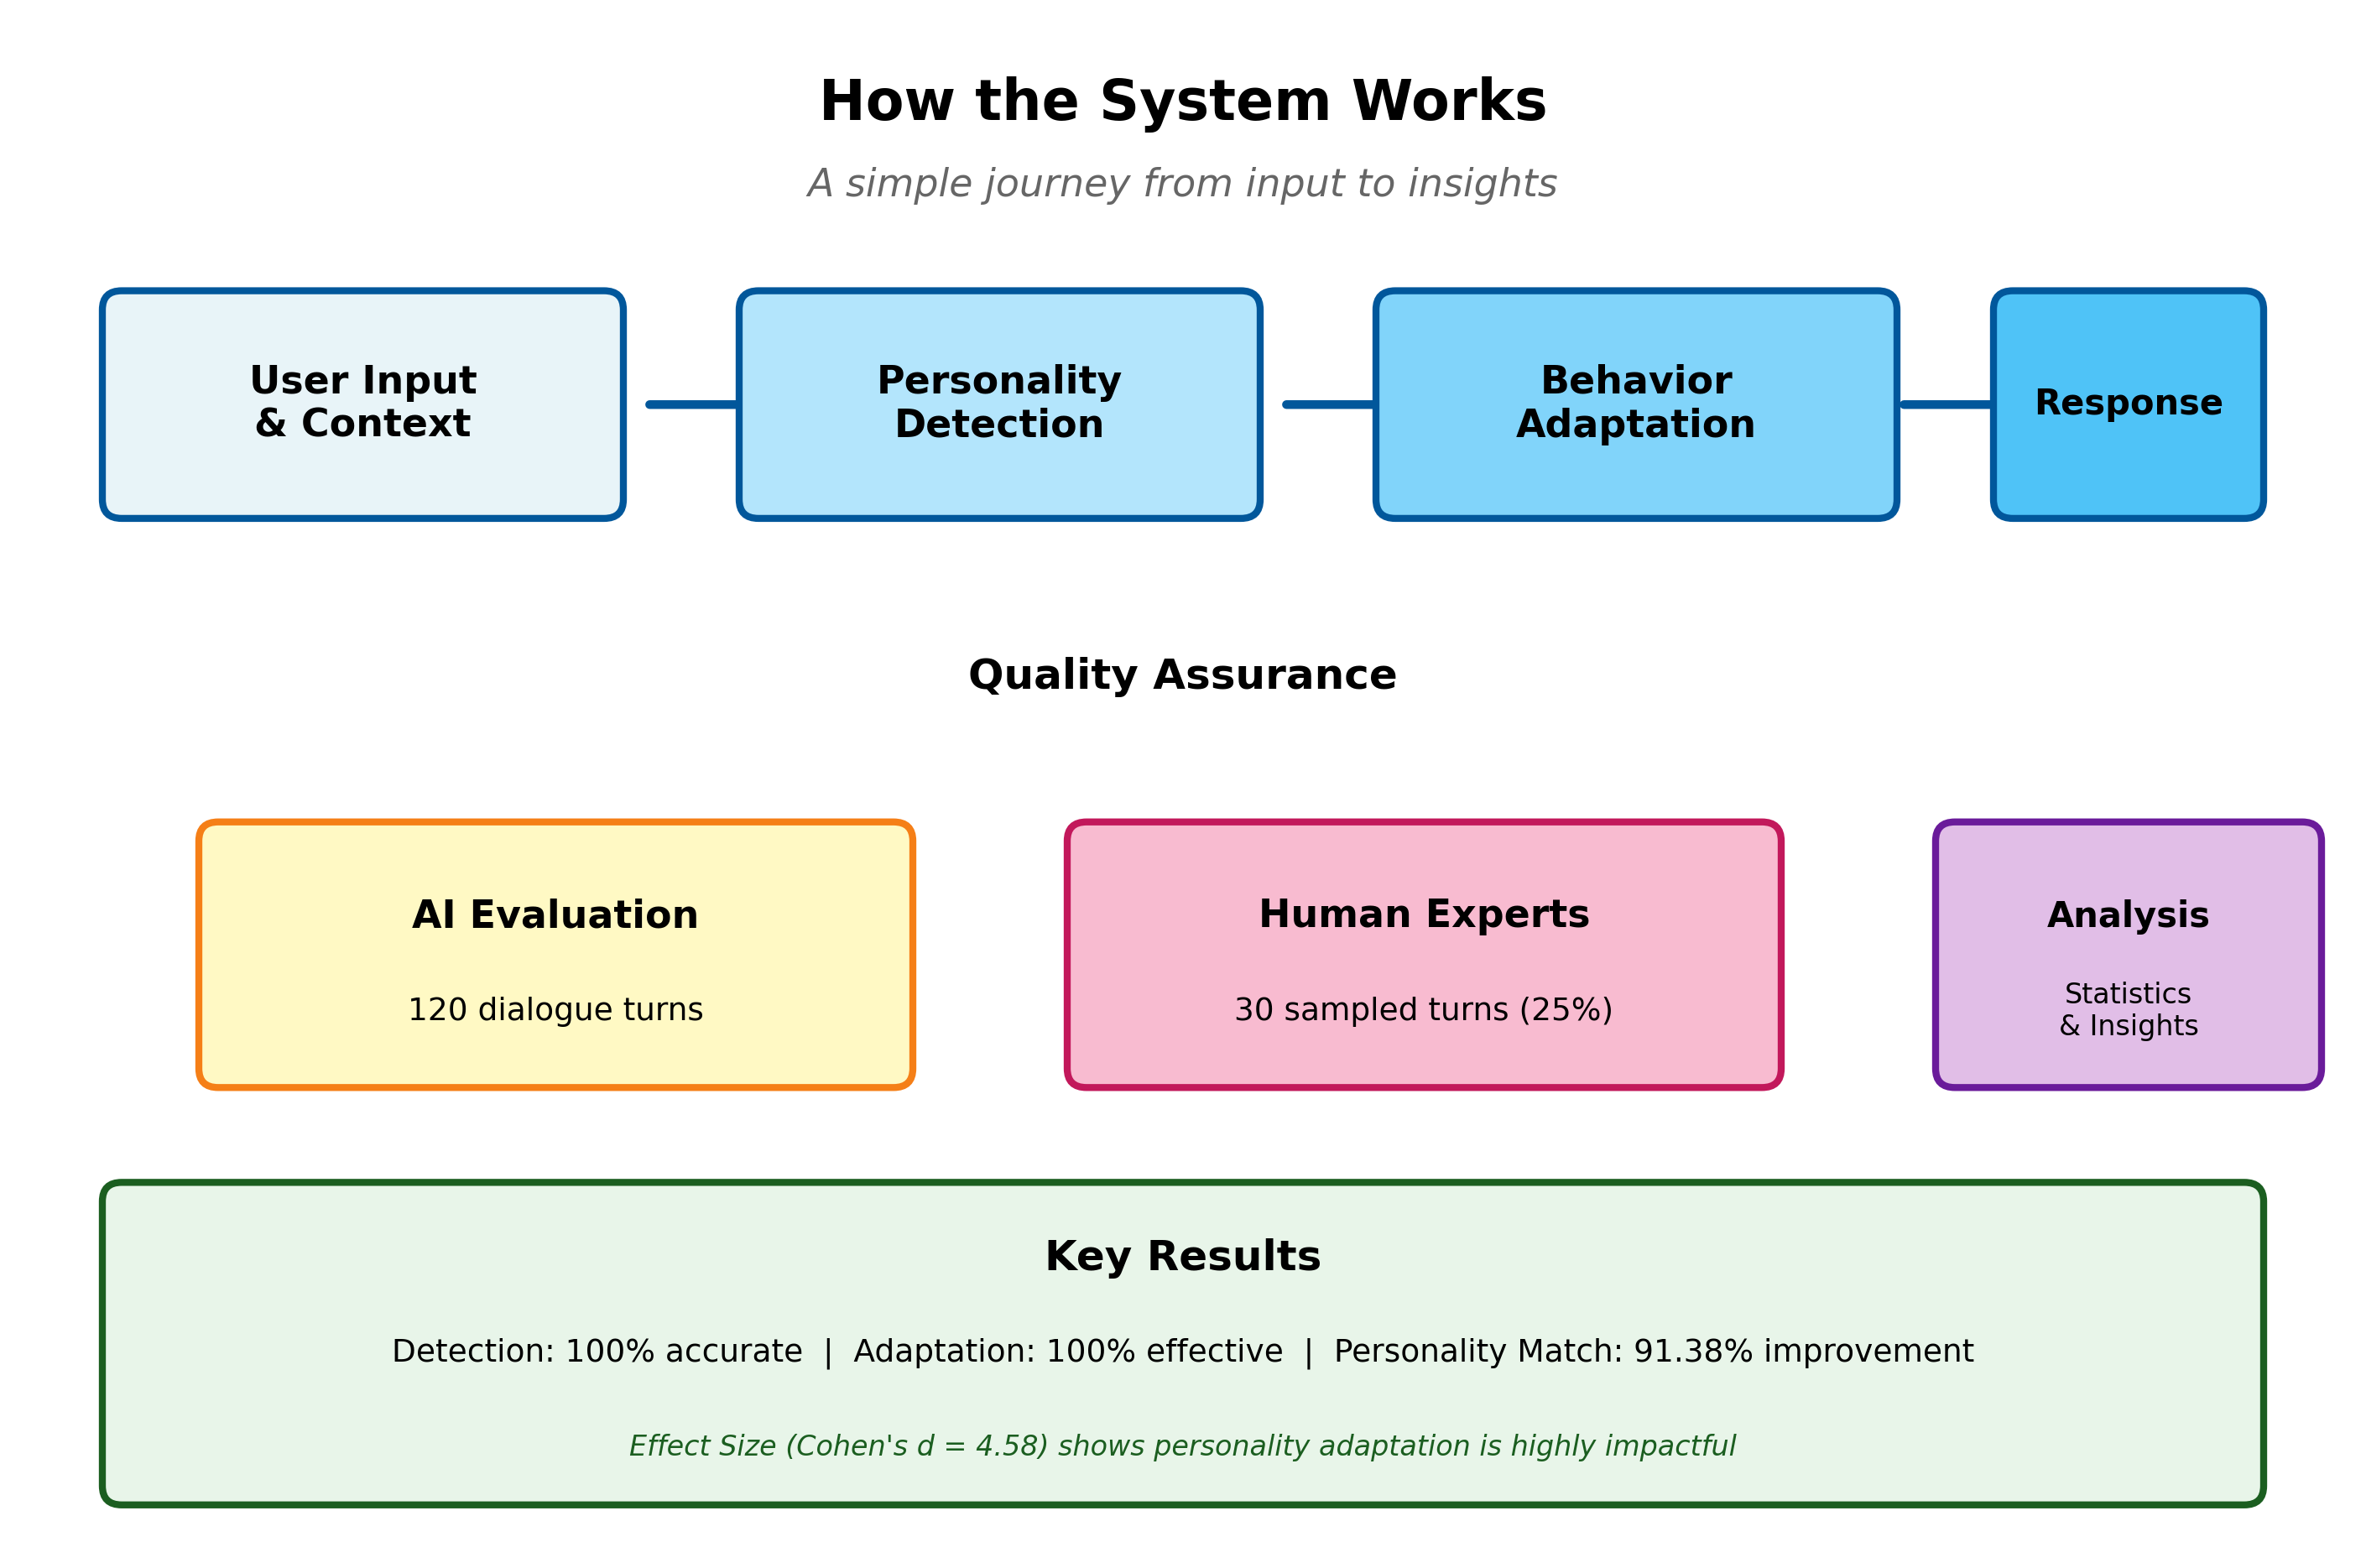 How the System Works
A simple journey from input to insights
User Input
& Context
Personality
Detection
Behavior
Adaptation
Response
Quality Assurance
AI Evaluation
120 dialogue turns
Human Experts
30 sampled turns (25%)
Analysis
Statistics
& Insights
Key Results
Detection: 100% accurate | Adaptation: 100% effective | Personality Match: 91.38% improvement
Effect Size (Cohen's d = 4.58) shows personality adaptation is highly impactful